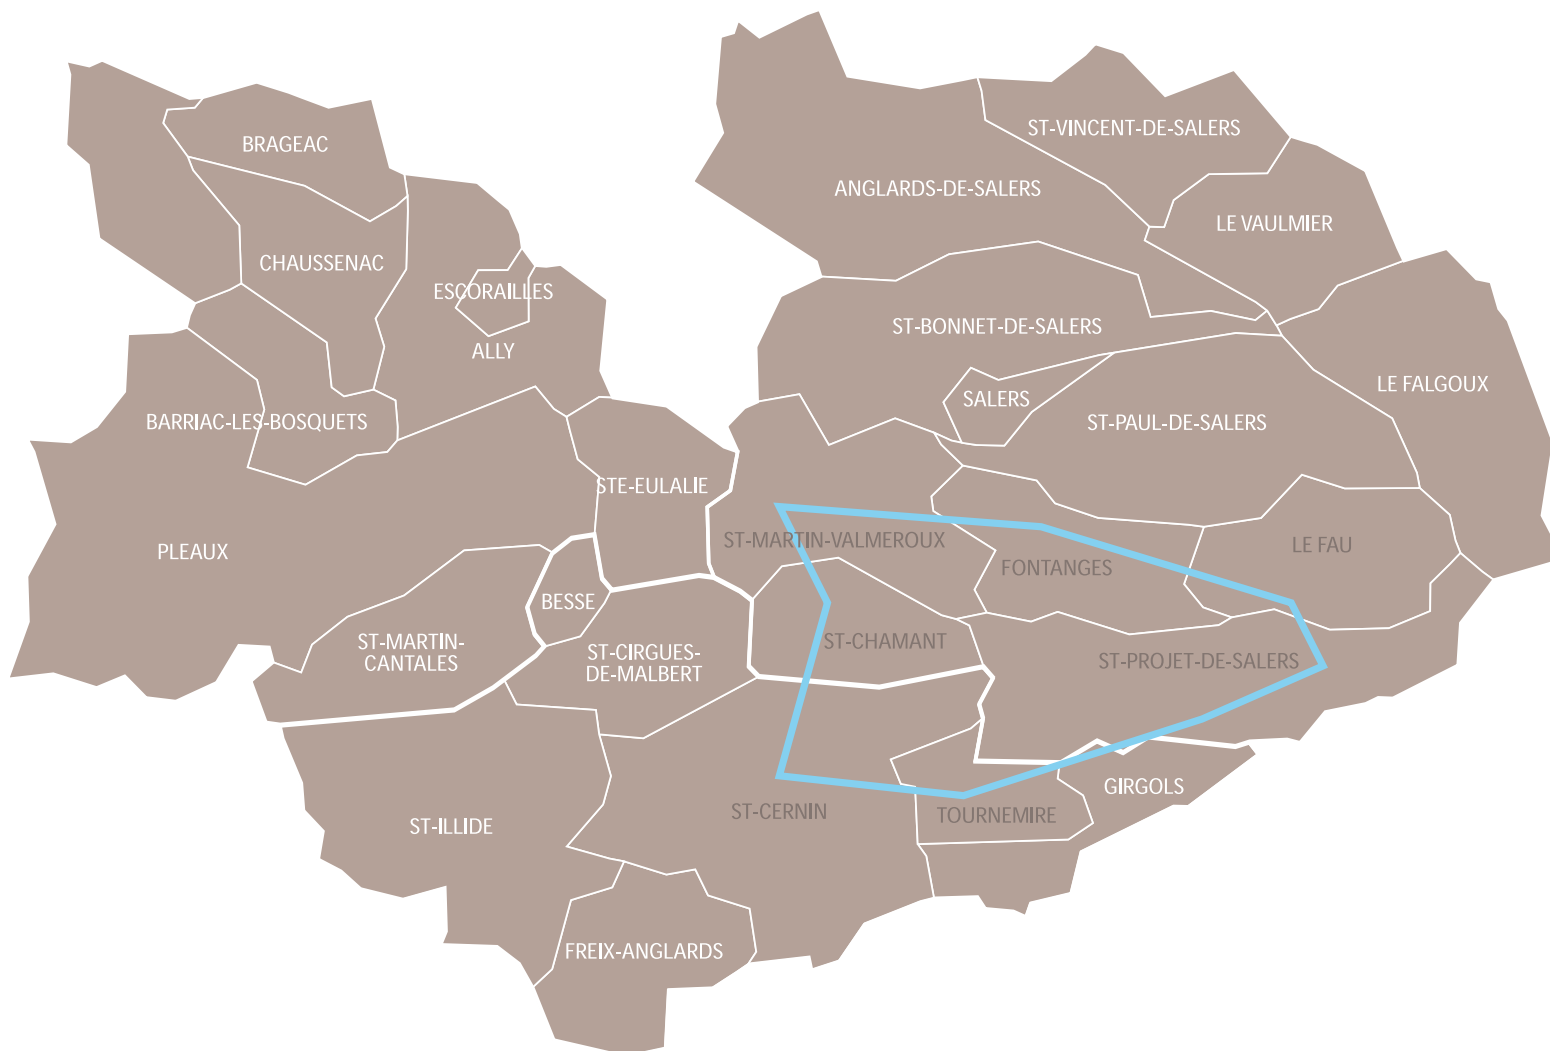 BRAGEAC
ST-VINCENT-DE-SALERS
ANGLARDS-DE-SALERS
LE VAULMIER
CHAUSSENAC
ESCORAILLES
ST-BONNET-DE-SALERS
ALLY
LE FALGOUX
SALERS
BARRIAC-LES-BOSQUETS
ST-PAUL-DE-SALERS
STE-EULALIE
ST-MARTIN-VALMEROUX
LE FAU
PLEAUX
FONTANGES
BESSE
ST-MARTIN-
CANTALES
ST-CHAMANT
ST-CIRGUES-
DE-MALBERT
ST-PROJET-DE-SALERS
GIRGOLS
ST-CERNIN
TOURNEMIRE
ST-ILLIDE
FREIX-ANGLARDS